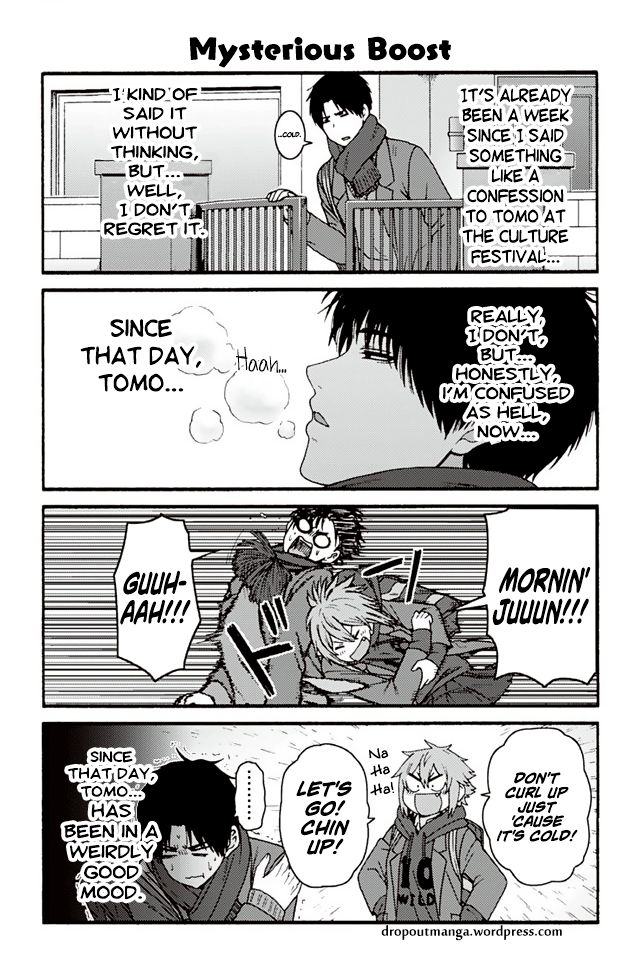 Mysterious Boost
IT'S ALREADY
BEEN A WEEK
SINCE I SAID
SOMETHING
LIKE A
CONFESSION
TO TOMO AT
THE CULTURE
FESTIVAL...
...COLD.
I KIND OF
SAID IT
WITHOUT
THINKING,
BUT...
WELL,
I DON'T
REGRET IT.
REALLY,
I DON'T,
BUT...
HONESTLY,
I'M CONFUSED
AS HELL,
NOW...
Haah...
SINCE
THAT DAY,
TOMO...
MORNIN'
JUUUN!!!
ドーン
GUUH-
AAH!!!
DON'T
CURL UP
JUST
'CAUSE
IT'S COLD!
Na
Ha
Ha!
10
WILD
LET'S
GO!
CHIN
UP!
........
SINCE
THAT DAY,
TOMO...
HAS
BEEN IN A
WEIRDLY
GOOD
MOOD.
dropoutmanga.wordpress.com